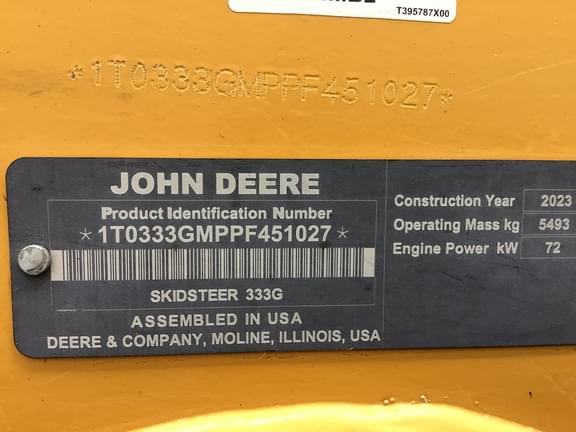 T395787X00
*1T0333GMPPF451027*
JOHN DEERE
Product Identification Number
*1T0333GMPPF451027*
SKIDSTEER 333G
ASSEMBLED IN USA
DEERE & COMPANY, MOLINE, ILLINOIS, USA
Construction Year 2023
Operating Mass kg 5493
Engine Power kW 72